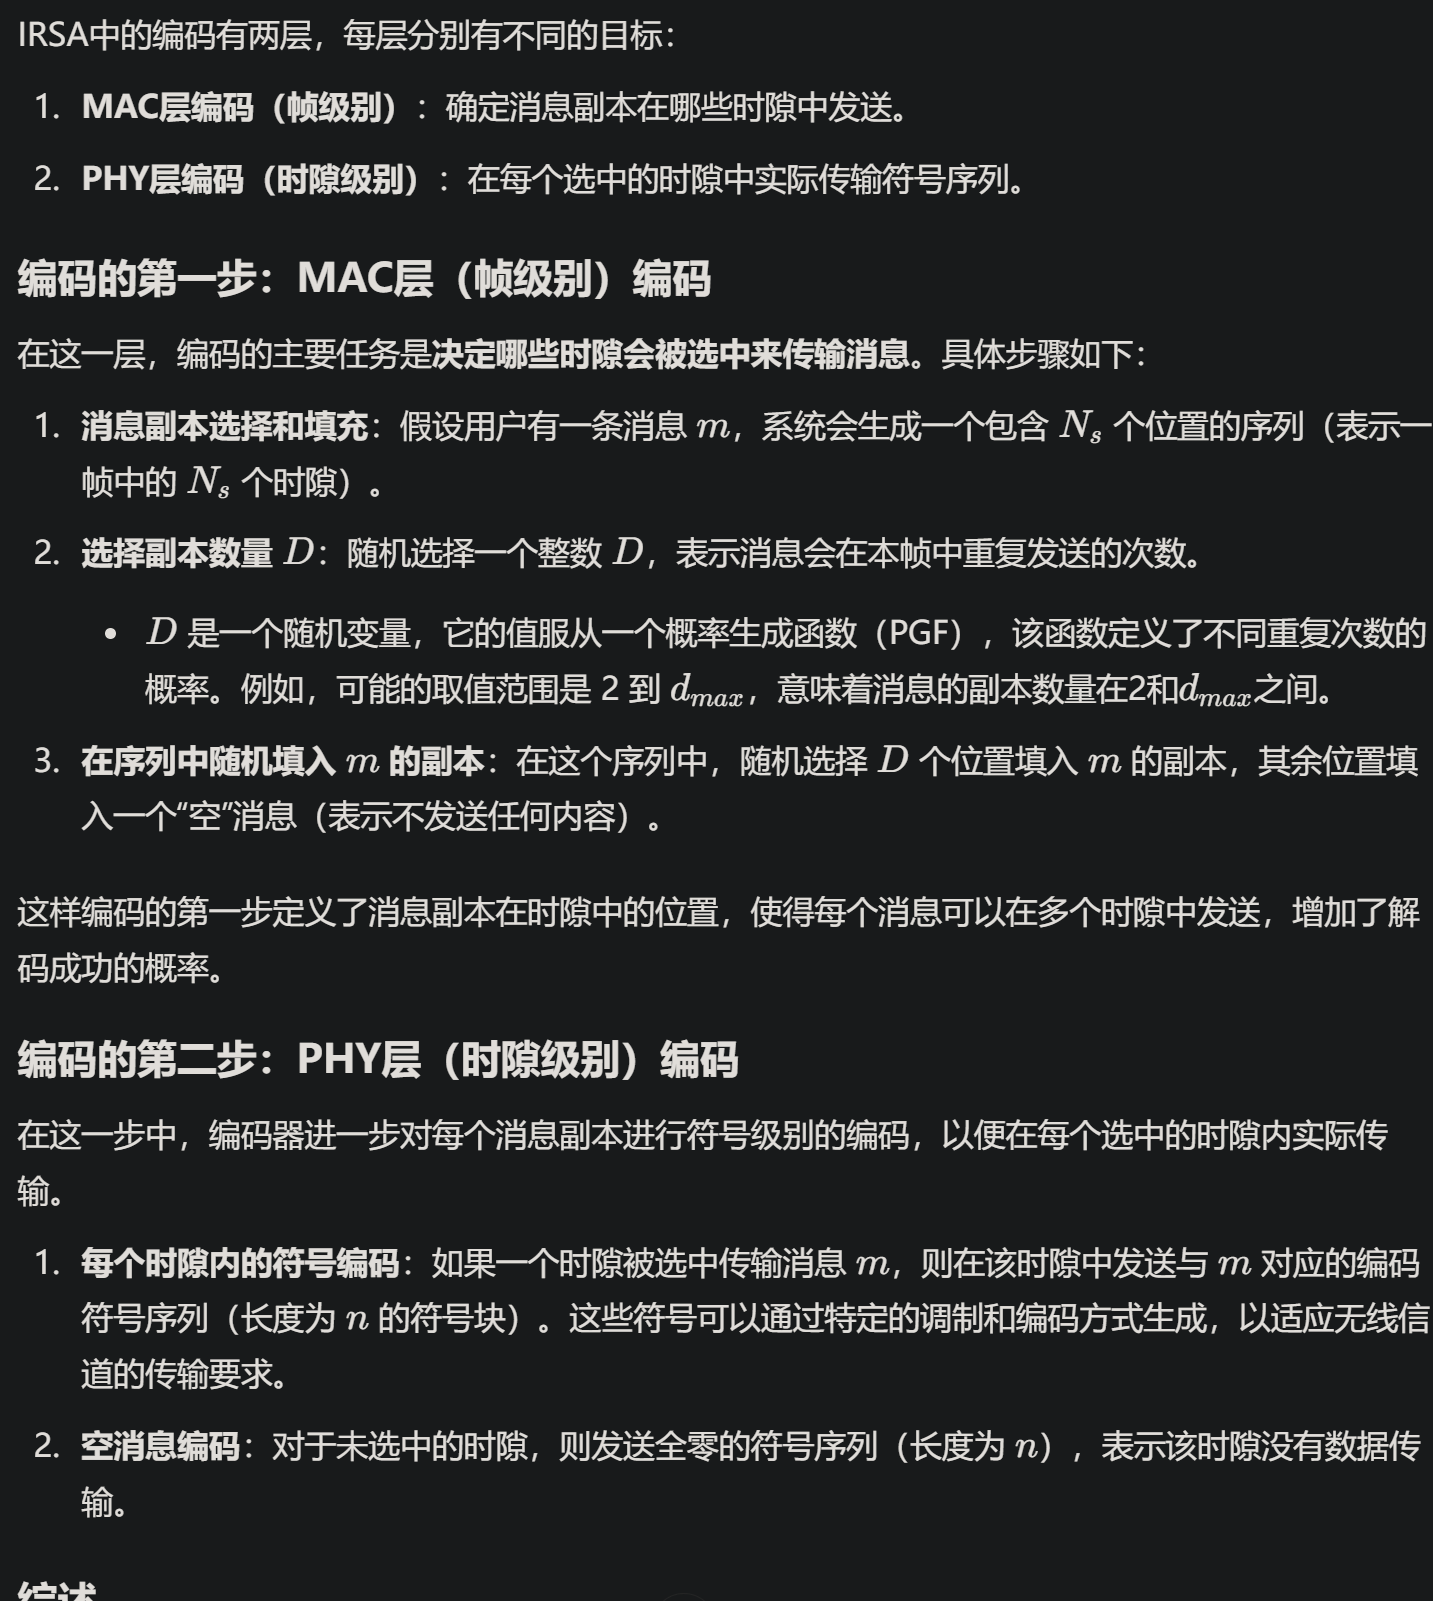 IRSA中的编码有两层，每层分别有不同的目标：
1. MAC层编码（帧级别）：确定消息副本在哪些时隙中发送。
2. PHY层编码（时隙级别）：在每个选中的时隙中实际传输符号序列。
编码的第一步：MAC层（帧级别）编码
在这一层，编码的主要任务是决定哪些时隙会被选中来传输消息。具体步骤如下：
1. 消息副本选择和填充：假设用户有一条消息 m，系统会生成一个包含 N_s 个位置的序列（表示一
帧中的 N_s 个时隙）。
2. 选择副本数量 D：随机选择一个整数 D，表示消息会在本帧中重复发送的次数。
• D 是一个随机变量，它的值服从一个概率生成函数（PGF），该函数定义了不同重复次数的
概率。例如，可能的取值范围是 2 到 d_{max}，意味着消息的副本数量在2和d_{max}之间。
3. 在序列中随机填入 m 的副本：在这个序列中，随机选择 D 个位置填入 m 的副本，其余位置填
入一个“空”消息（表示不发送任何内容）。
这样编码的第一步定义了消息副本在时隙中的位置，使得每个消息可以在多个时隙中发送，增加了解
码成功的概率。
编码的第二步：PHY层（时隙级别）编码
在这一步中，编码器进一步对每个消息副本进行符号级别的编码，以便在每个选中的时隙内实际传
输。
1. 每个时隙内的符号编码：如果一个时隙被选中传输消息 m，则在该时隙中发送与 m 对应的编码
符号序列（长度为 n 的符号块）。这些符号可以通过特定的调制和编码方式生成，以适应无线信
道的传输要求。
2. 空消息编码：对于未选中的时隙，则发送全零的符号序列（长度为 n），表示该时隙没有数据传
输。
综述